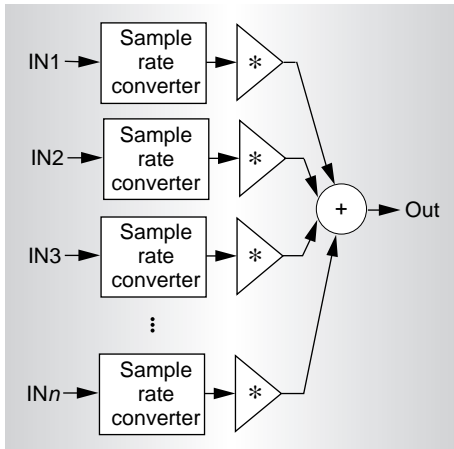 IN1
Sample
rate
converter
*
IN2
Sample
rate
converter
*
+
Out
IN3
Sample
rate
converter
*
⋮
INn
Sample
rate
converter
*